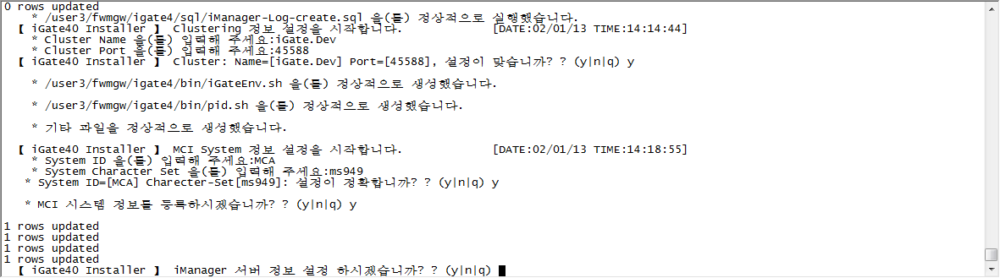 0 rows updated
* /user3/fwmgw/igate4/sql/iManager-Log-create.sql 을(를) 정상적으로 실행했습니다.
【 iGate40 Installer 】 Clustering 정보 설정을 시작합니다. [DATE:02/01/13 TIME:14:14:44]
* Cluster Name 을(를) 입력해 주세요:iGate.Dev
* Cluster Port 을(를) 입력해 주세요:45588
【 iGate40 Installer 】 Cluster: Name=[iGate.Dev] Port=[45588], 설정이 맞습니까? ? (y|n|q) y
* /user3/fwmgw/igate4/bin/iGateEnv.sh 을(를) 정상적으로 생성했습니다.
* /user3/fwmgw/igate4/bin/pid.sh 을(를) 정상적으로 생성했습니다.
* 기타 파일을 정상적으로 생성했습니다.
【 iGate40 Installer 】 MCI System 정보 설정을 시작합니다. [DATE:02/01/13 TIME:14:18:55]
* System ID 을(를) 입력해 주세요:MCA
* System Character Set 을(를) 입력해 주세요:ms949
* System ID=[MCA] Charecter-Set[ms949]: 설정이 정확합니까? ? (y|n|q) y
* MCI 시스템 정보를 등록하시겠습니까? ? (y|n|q) y
1 rows updated
1 rows updated
1 rows updated
1 rows updated
【 iGate40 Installer 】 iManager 서버 정보 설정 하시겠습니까? ? (y|n|q)